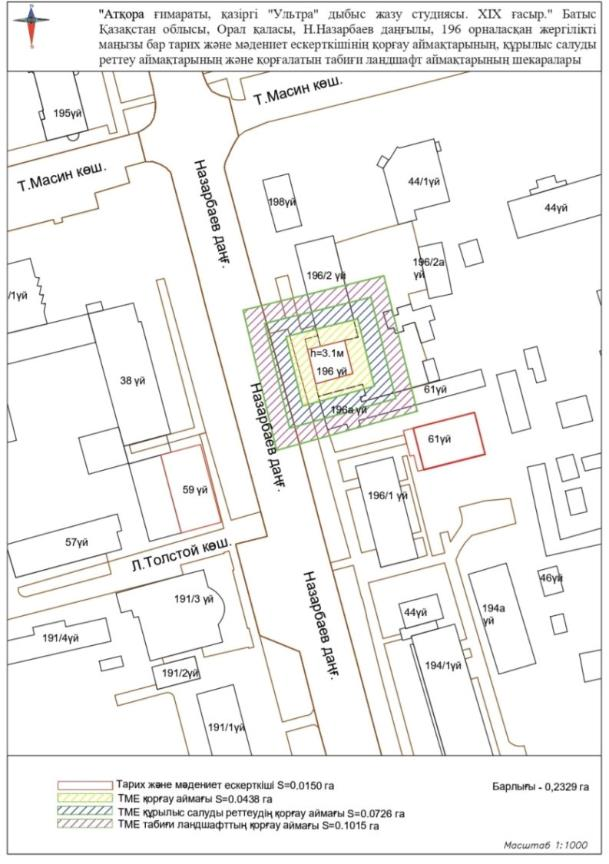 "Атқора ғимараты, қазіргі "Ультра" дыбыс жазу студиясы. XIX ғасыр." Батыс
Қазақстан облысы, Орал қаласы, Н.Назарбаев даңғылы, 196 орналасқан жергілікті
маңызы бар тарих және мәдениет ескерткішінің қорғау аймақтарының, құрылыс салуды
реттеу аймақтарының және қорғалатын табиғи ландшафт аймақтарының шекаралары
Т.Масин көш.
195үй
Т.Масин көш.
Назарбаев даңғ.
44/1үй
198үй
44үй
196/2 үй
196/2а
үй
/1үй
h=3.1м
196 үй
38 үй
61үй
196а үй
Назарбаев даңғ.
61үй
59 үй
196/1 үй
57үй
Л.Толстой көш.
Назарбаев даңғ.
46үй
191/3 үй
44үй
194а
үй
191/4үй
194/1үй
191/2үй
191/1үй
Тарих және мәдениет ескерткіші S=0.0150 га
Барлығы - 0,2329 га
ТМЕ қорғау аймағы S=0.0438 га
ТМЕ құрылыс салуды реттеудің қорғау аймағы S=0.0726 га
ТМЕ табиғи ландшафттың қорғау аймағы S=0.1015 га
Масштаб 1:1000